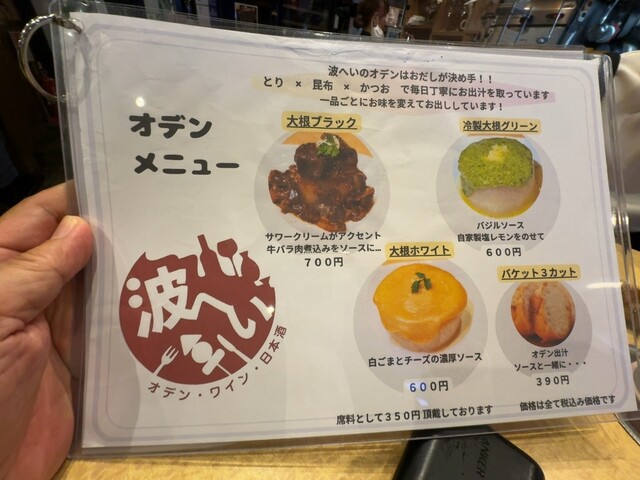 波へいのオデンはおだしが決め手！！
とり × 昆布 × かつお で毎日丁寧にお出汁を取っています
一品ごとにお味を変えてお出ししています！
オデン
メニュー
大根ブラック
サワークリームがアクセント
牛バラ肉煮込みをソースに…
７００円
冷製大根グリーン
バジルソース
自家製塩レモンをのせて
６００円
大根ホワイト
白ごまとチーズの濃厚ソース
６００円
バケット３カット
オデン出汁
ソースと一緒に・・・
３９０円
波へい
オデン・ワイン・日本酒
席料として３５０円 頂戴しております
価格は全て税込み価格です
ANKER